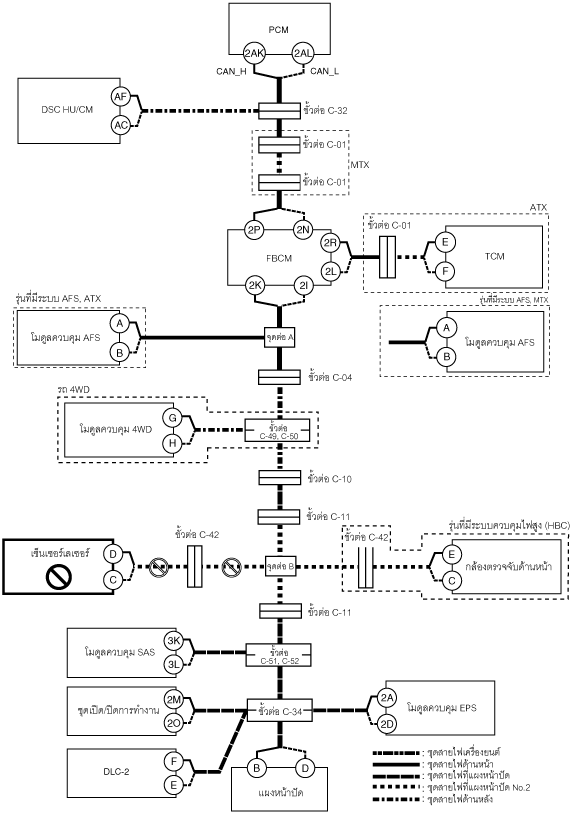 PCM
2AK
2AL
CAN_H
CAN_L
DSC HU/CM
AF
AC
ขั้วต่อ C-32
ขั้วต่อ C-01
MTX
ขั้วต่อ C-01
2P
2N
FBCM
2R
2L
2K
2I
ATX
ขั้วต่อ C-01
E
F
TCM
รุ่นที่มีระบบ AFS, ATX
โมดูลควบคุม AFS
A
B
จุดต่อ A
รุ่นที่มีระบบ AFS, MTX
A
B
โมดูลควบคุม AFS
ขั้วต่อ C-04
รถ 4WD
โมดูลควบคุม 4WD
G
H
ขั้วต่อ
C-49, C-50
ขั้วต่อ C-10
ขั้วต่อ C-11
เซ็นเซอร์เลเซอร์
D
C
ขั้วต่อ C-42
จุดต่อ B
รุ่นที่มีระบบควบคุมไฟสูง (HBC)
ขั้วต่อ C-42
E
C
กล้องตรวจจับด้านหน้า
ขั้วต่อ C-11
โมดูลควบคุม SAS
3K
3L
ขั้วต่อ
C-51, C-52
ชุดเปิด/ปิดการทำงาน
2M
2O
ขั้วต่อ C-34
2A
2D
โมดูลควบคุม EPS
DLC-2
F
E
B
D
แผงหน้าปัด
: ชุดสายไฟเครื่องยนต์
: ชุดสายไฟด้านหน้า
: ชุดสายไฟที่แผงหน้าปัด
: ชุดสายไฟที่แผงหน้าปัด No.2
: ชุดสายไฟด้านหลัง